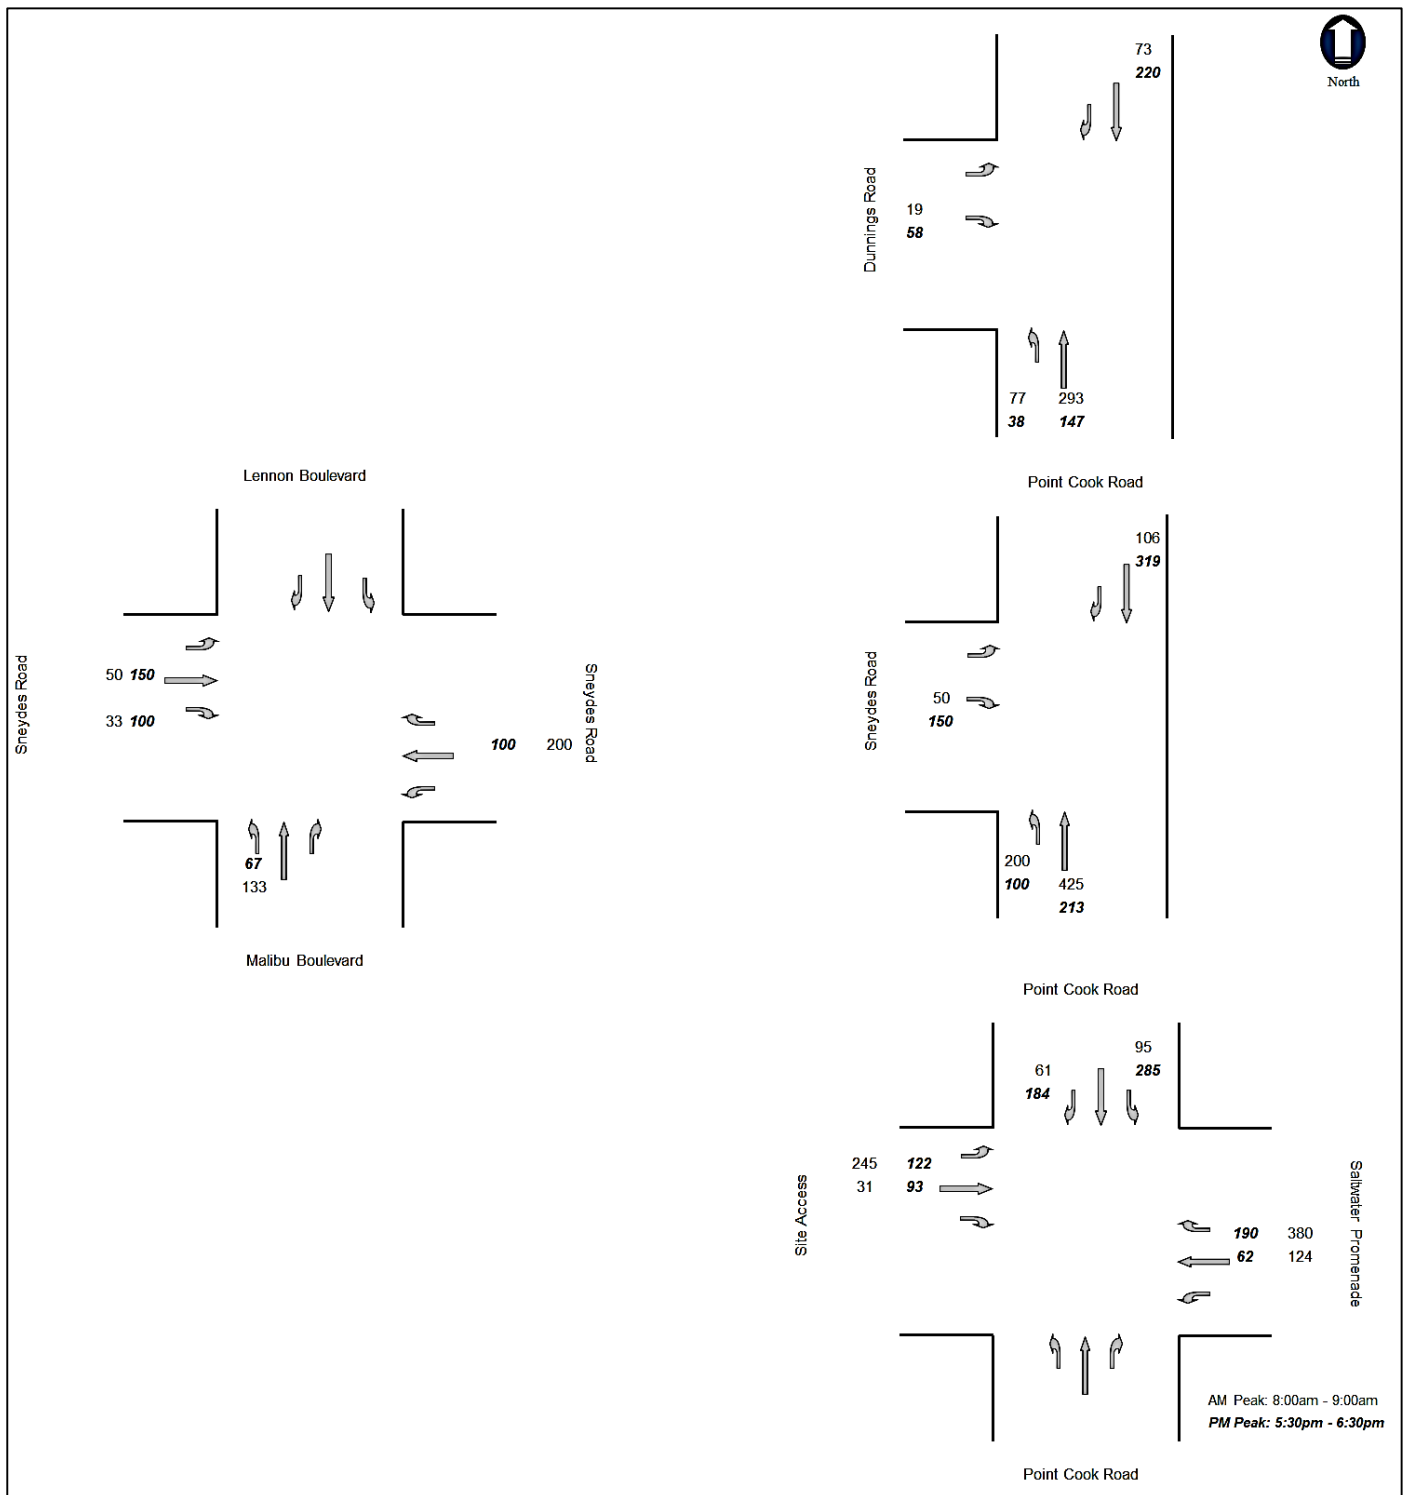 North
73
220
Dunnings Road
19
58
77 293
38 147
Point Cook Road
Lennon Boulevard
Sneydes Road
50 150
33 100
100 200
Sneydes Road
67
133
Malibu Boulevard
106
319
Sneydes Road
50
150
200
100 425
213
Point Cook Road
95
61 285
184
Site Access
245 122
31 93
190 380
62 124
Saltwater Promenade
AM Peak: 8:00am - 9:00am
PM Peak: 5:30pm - 6:30pm
Point Cook Road